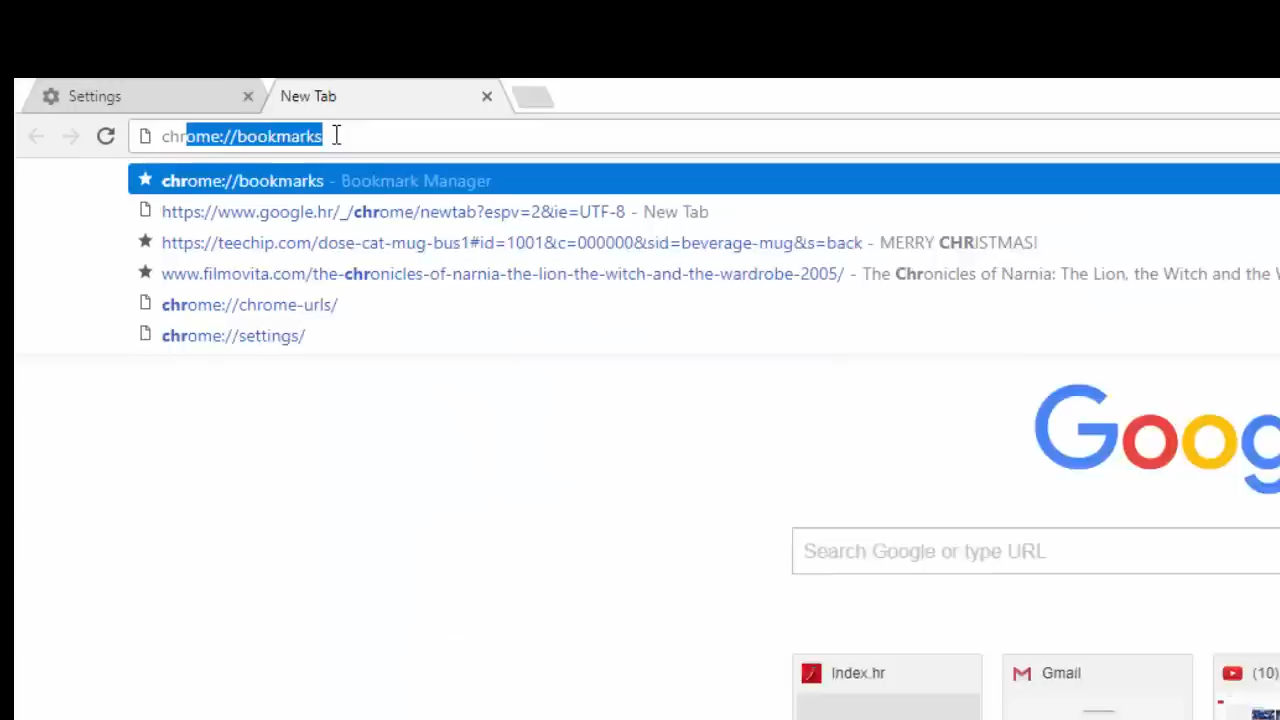 Settings
New Tab
chrome://bookmarks
chrome://bookmarks - Bookmark Manager
https://www.google.hr/_/chrome/newtab?espv=2&ie=UTF-8 - New Tab
https://teechip.com/dose-cat-mug-bus1#id=1001&c=000000&sid=beverage-mug&s=back - MERRY CHRISTMAS!
www.filmovita.com/the-chronicles-of-narnia-the-lion-the-witch-and-the-wardrobe-2005/ - The Chronicles of Narnia: The Lion, the Witch and the
chrome://chrome-urls/
chrome://settings/
Goog
Search Google or type URL
Index.hr
Gmail
(10)